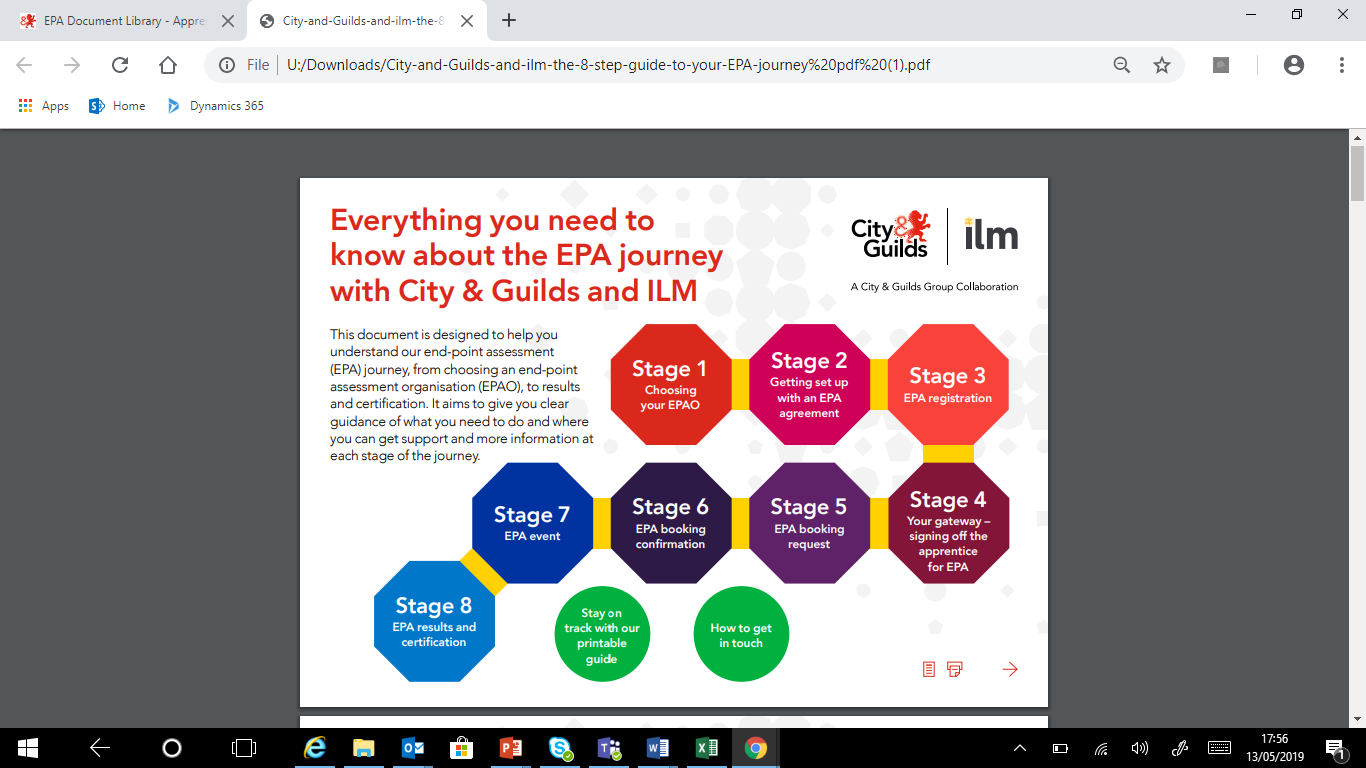 EPA Document Library - Appre
City-and-Guilds-and-ilm-the-8
File
U:/Downloads/City-and-Guilds-and-ilm-the-8-step-guide-to-your-EPA-journey%20pdf%20(1).pdf
Apps
Home
Dynamics 365
Everything you need to
know about the EPA journey
with City & Guilds and ILM
City &
Guilds
ilm
A City & Guilds Group Collaboration
This document is designed to help you
understand our end-point assessment
(EPA) journey, from choosing an end-point
assessment organisation (EPAO), to results
and certification. It aims to give you clear
guidance of what you need to do and where
you can get support and more information at
each stage of the journey.
Stage 1
Choosing
your EPAO
Stage 2
Getting set up
with an EPA
agreement
Stage 3
EPA registration
Stage 4
Your gateway –
signing off the
apprentice
for EPA
Stage 5
EPA booking
request
Stage 6
EPA booking
confirmation
Stage 7
EPA event
Stage 8
EPA results and
certification
Stay on
track with our
printable
guide
How to get
in touch
17:56
13/05/2019
1